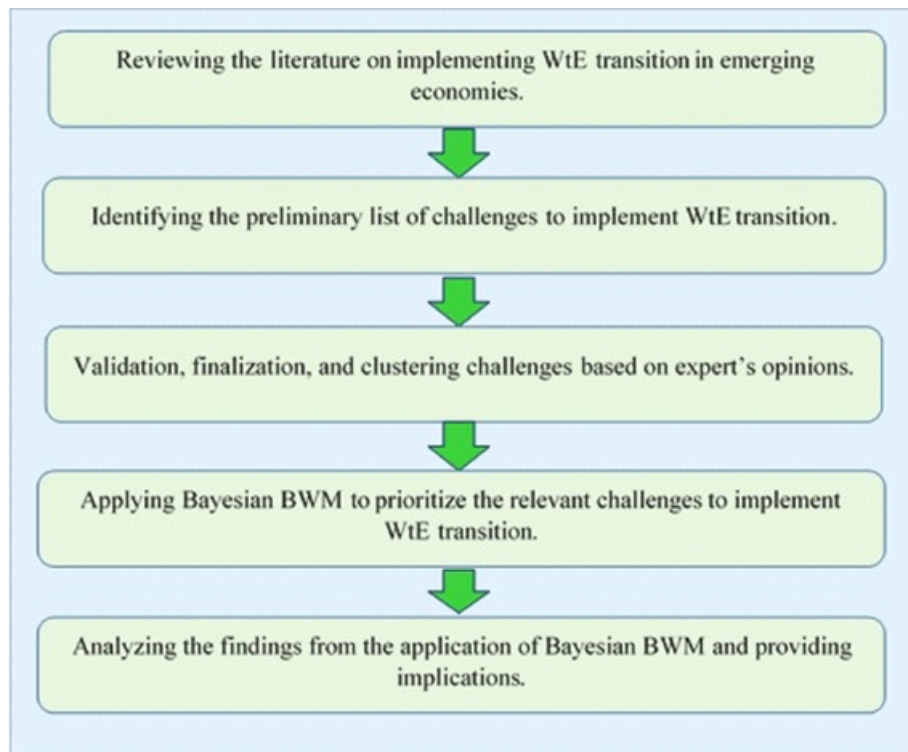 Reviewing the literature on implementing WtE transition in emerging
economies.
Identifying the preliminary list of challenges to implement WtE transition.
Validation, finalization, and clustering challenges based on expert’s opinions.
Applying Bayesian BWM to prioritize the relevant challenges to implement
WtE transition.
Analyzing the findings from the application of Bayesian BWM and providing
implications.